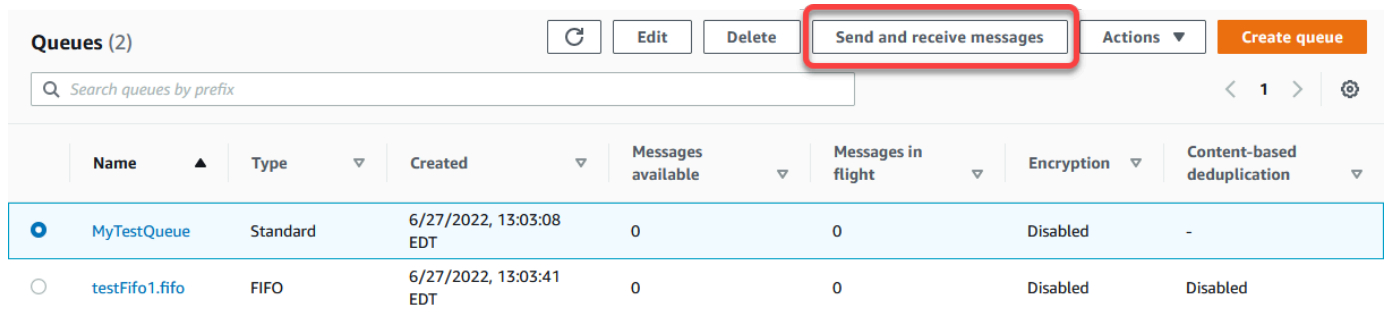 Queues (2)
Edit
Delete
Send and receive messages
Actions
Create queue
Search queues by prefix
1
Name
Type
Created
Messages
available
Messages in
flight
Encryption
Content-based
deduplication
MyTestQueue
Standard
6/27/2022, 13:03:08
EDT
0
0
Disabled
-
testFifo1.fifo
FIFO
6/27/2022, 13:03:41
EDT
0
0
Disabled
Disabled